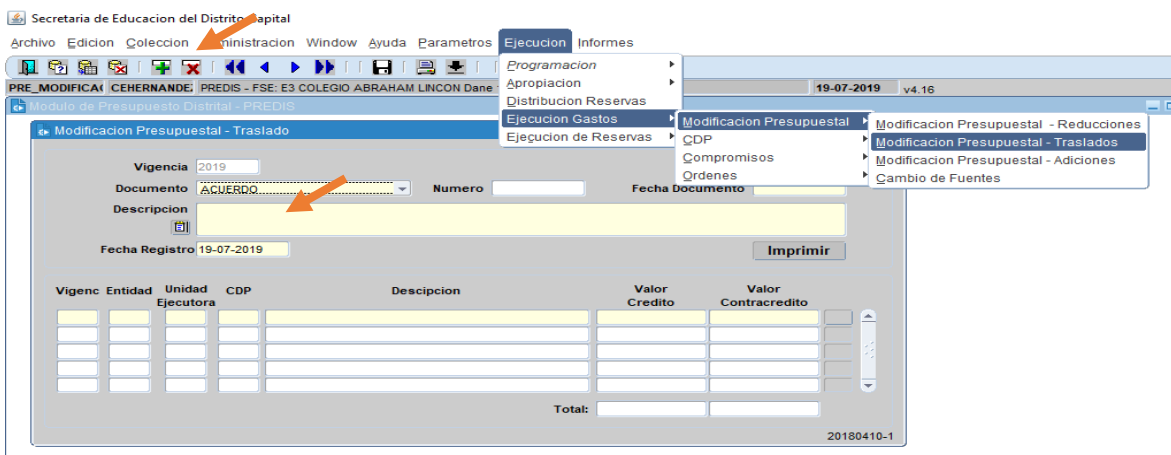 Secretaria de Educacion del Distrito Capital
Archivo Edicion Coleccion ministracion Window Ayuda Parametros Ejecucion Informes
Programacion
Apropiacion
PRE_MODIFICA CEHERNANDE PREDIS - FSE: E3 COLEGIO ABRAHAM LINCON Dane 19-07-2019 v4.16
Distribucion Reservas
Modulo de Presupuesto Distrital - PREDIS
Ejecucion Gastos
Ejecucion de Reservas
Modificacion Presupuestal
CDP
Compromisos
Ordenes
Modificacion Presupuestal - Reducciones
Modificacion Presupuestal - Traslados
Modificacion Presupuestal - Adiciones
Cambio de Fuentes
Modificacion Presupuestal - Traslado
Vigencia 2019
Documento ACUERDO Numero Fecha Documento
Descripcion
Fecha Registro 19-07-2019 Imprimir
Vigenc Entidad Unidad Ejecutora CDP Descipcion Valor Credito Valor Contracredito
Total:
20180410-1